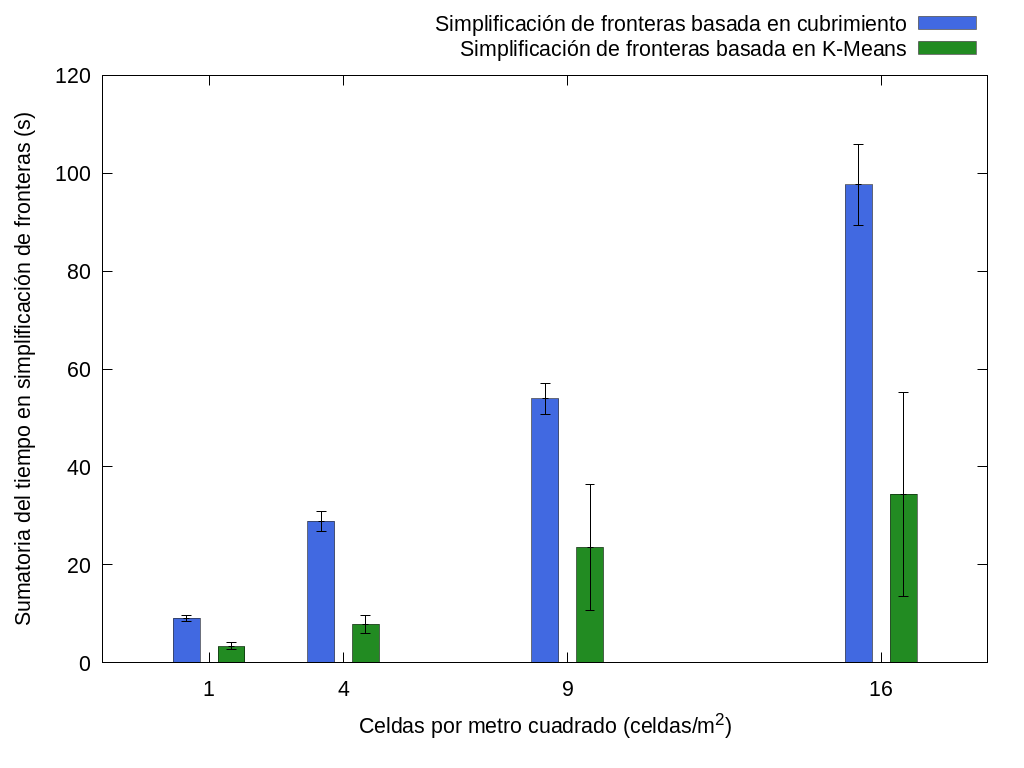 Simplificación de fronteras basada en cubrimiento
Simplificación de fronteras basada en K-Means
Sumatoria del tiempo en simplificación de fronteras (s)
120
100
80
60
40
20
0
1 4 9 16
Celdas por metro cuadrado (celdas/m²)